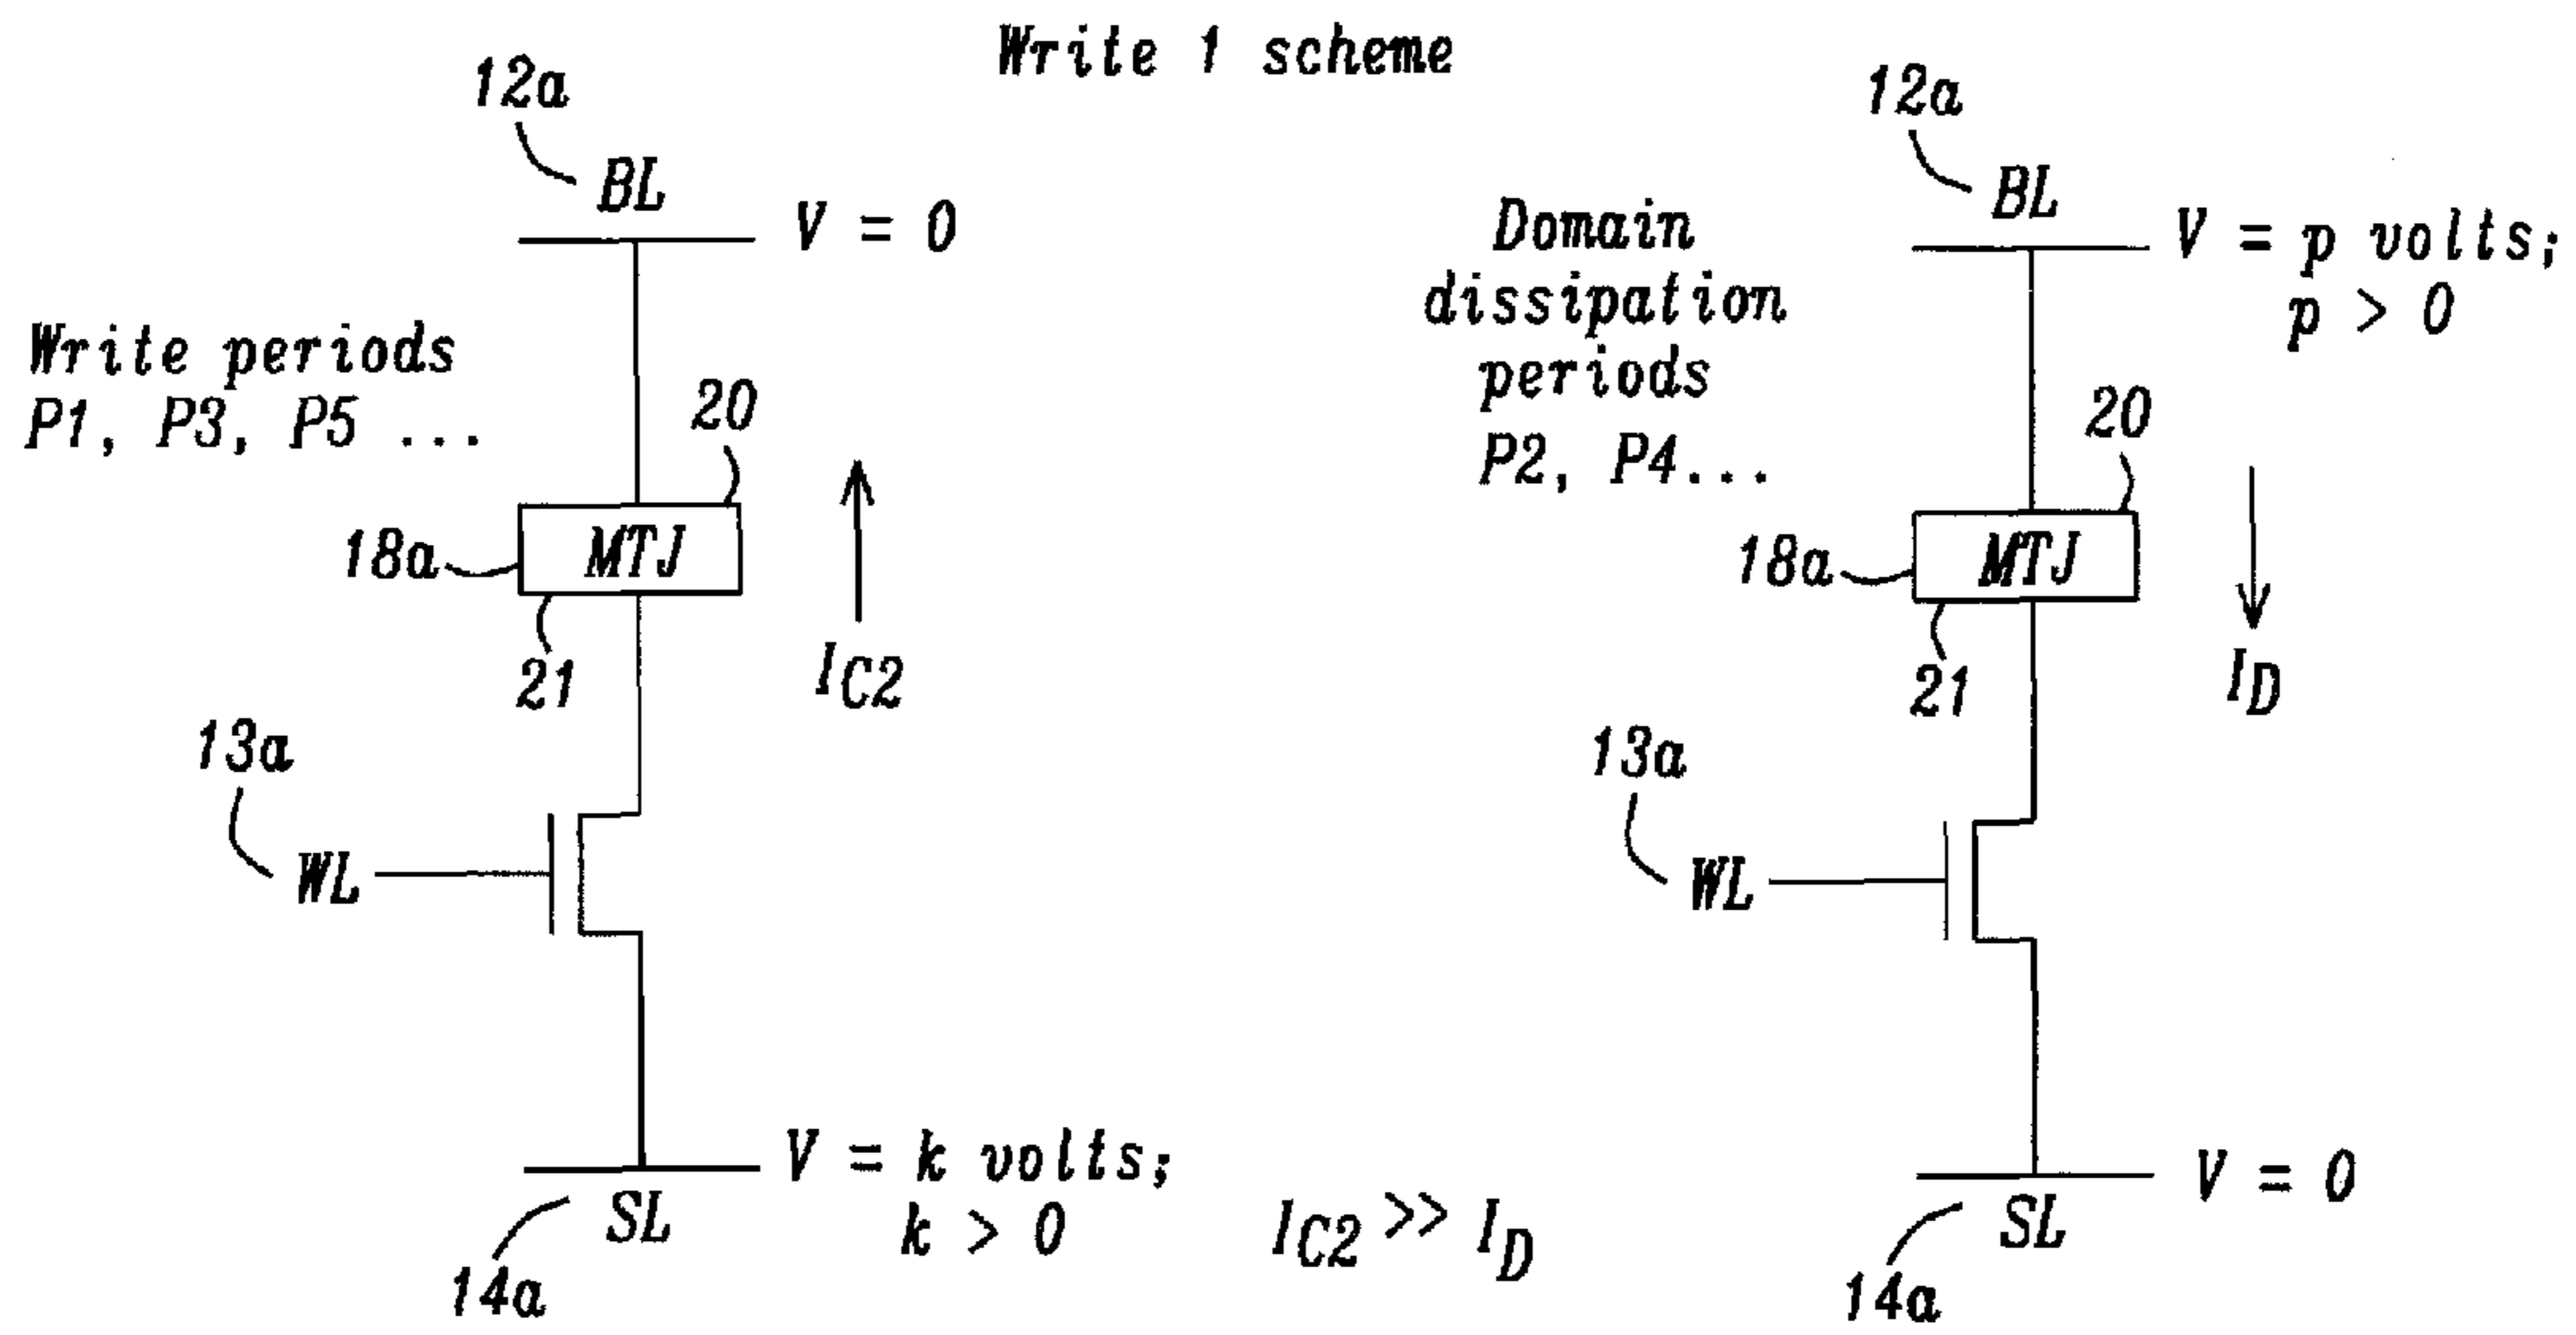 Write 1 scheme
12a
BL
V = 0
Write periods
P1, P3, P5 ...
20
18a
MTJ
21
IC2
13a
WL
V = k volts;
k > 0
SL
14a
IC2 >> ID
12a
BL
V = p volts;
p > 0
Domain
dissipation
periods
P2, P4...
20
18a
MTJ
21
ID
13a
WL
V = 0
SL
14a